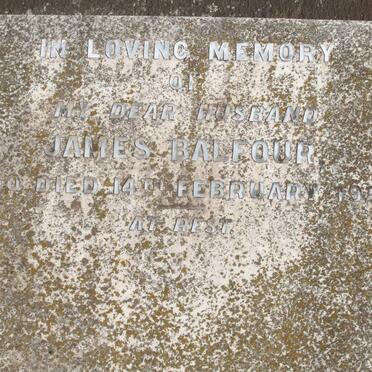 IN LOVING MEMORY
OF
MY DEAR HUSBAND
JAMES BALFOUR,
DIED 14TH FEBRUARY
AT REST.